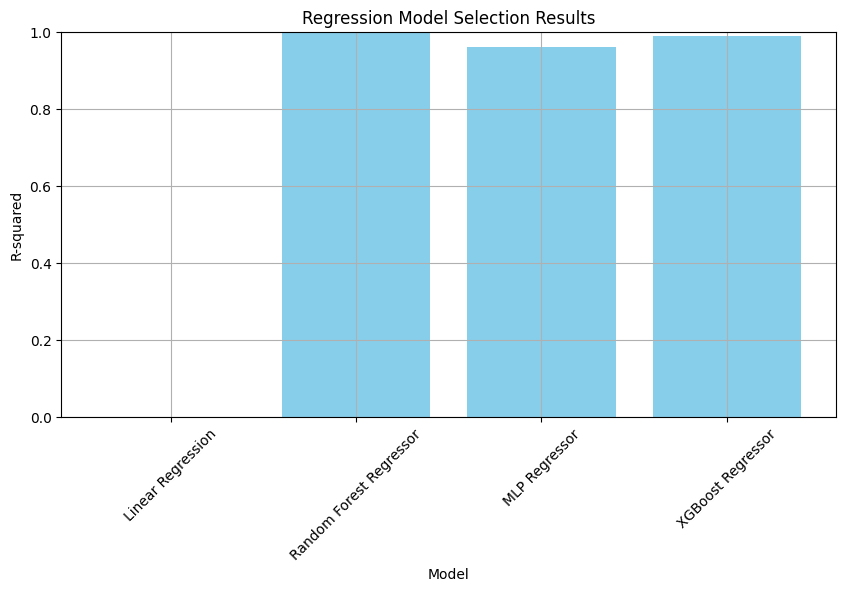 Regression Model Selection Results
R-squared
1.0
0.8
0.6
0.4
0.2
0.0
Linear Regression
Random Forest Regressor
MLP Regressor
XGBoost Regressor
Model